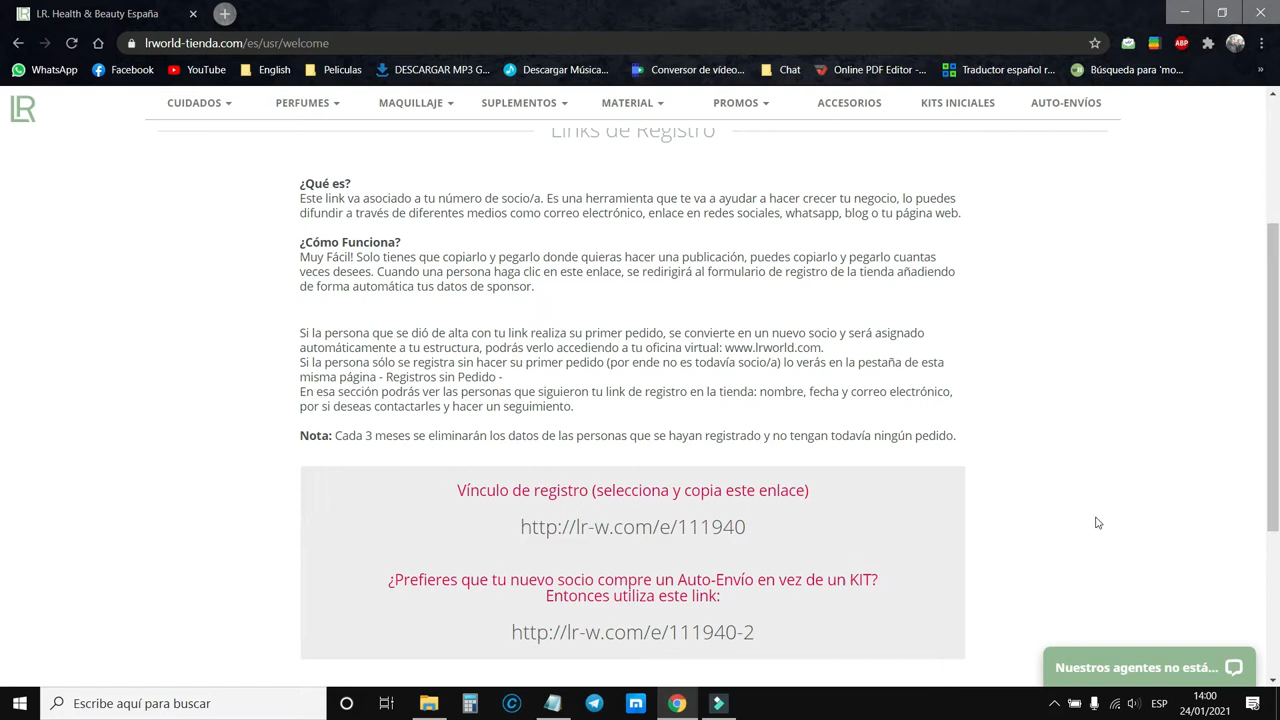 LR. Health & Beauty España
lrworld-tienda.com/es/usr/welcome
WhatsApp
Facebook
YouTube
English
Peliculas
DESCARGAR MP3 G...
Descargar Música...
Conversor de vídeo...
Chat
Online PDF Editor -...
Traductor español r...
Búsqueda para 'mo...
»
ABP
LR
CUIDADOS
PERFUMES
MAQUILLAJE
SUPLEMENTOS
MATERIAL
PROMOS
ACCESORIOS
KITS INICIALES
AUTO-ENVÍOS
Links de Registro
¿Qué es?
Este link va asociado a tu número de socio/a. Es una herramienta que te va a ayudar a hacer crecer tu negocio, lo puedes
difundir a través de diferentes medios como correo electrónico, enlace en redes sociales, whatsapp, blog o tu página web.
¿Cómo Funciona?
Muy Fácil! Solo tienes que copiarlo y pegarlo donde quieras hacer una publicación, puedes copiarlo y pegarlo cuantas
veces desees. Cuando una persona haga clic en este enlace, se redirigirá al formulario de registro de la tienda añadiendo
de forma automática tus datos de sponsor.
Si la persona que se dió de alta con tu link realiza su primer pedido, se convierte en un nuevo socio y será asignado
automáticamente a tu estructura, podrás verlo accediendo a tu oficina virtual: www.lrworld.com.
Si la persona sólo se registra sin hacer su primer pedido (por ende no es todavía socio/a) lo verás en la pestaña de esta
misma página - Registros sin Pedido -
En esa sección podrás ver las personas que siguieron tu link de registro en la tienda: nombre, fecha y correo electrónico,
por si deseas contactarles y hacer un seguimiento.
Nota: Cada 3 meses se eliminarán los datos de las personas que se hayan registrado y no tengan todavía ningún pedido.
Vínculo de registro (selecciona y copia este enlace)
http://lr-w.com/e/111940
¿Prefieres que tu nuevo socio compre un Auto-Envío en vez de un KIT?
Entonces utiliza este link:
http://lr-w.com/e/111940-2
Nuestros agentes no está...
Escribe aquí para buscar
ESP
14:00
24/01/2021